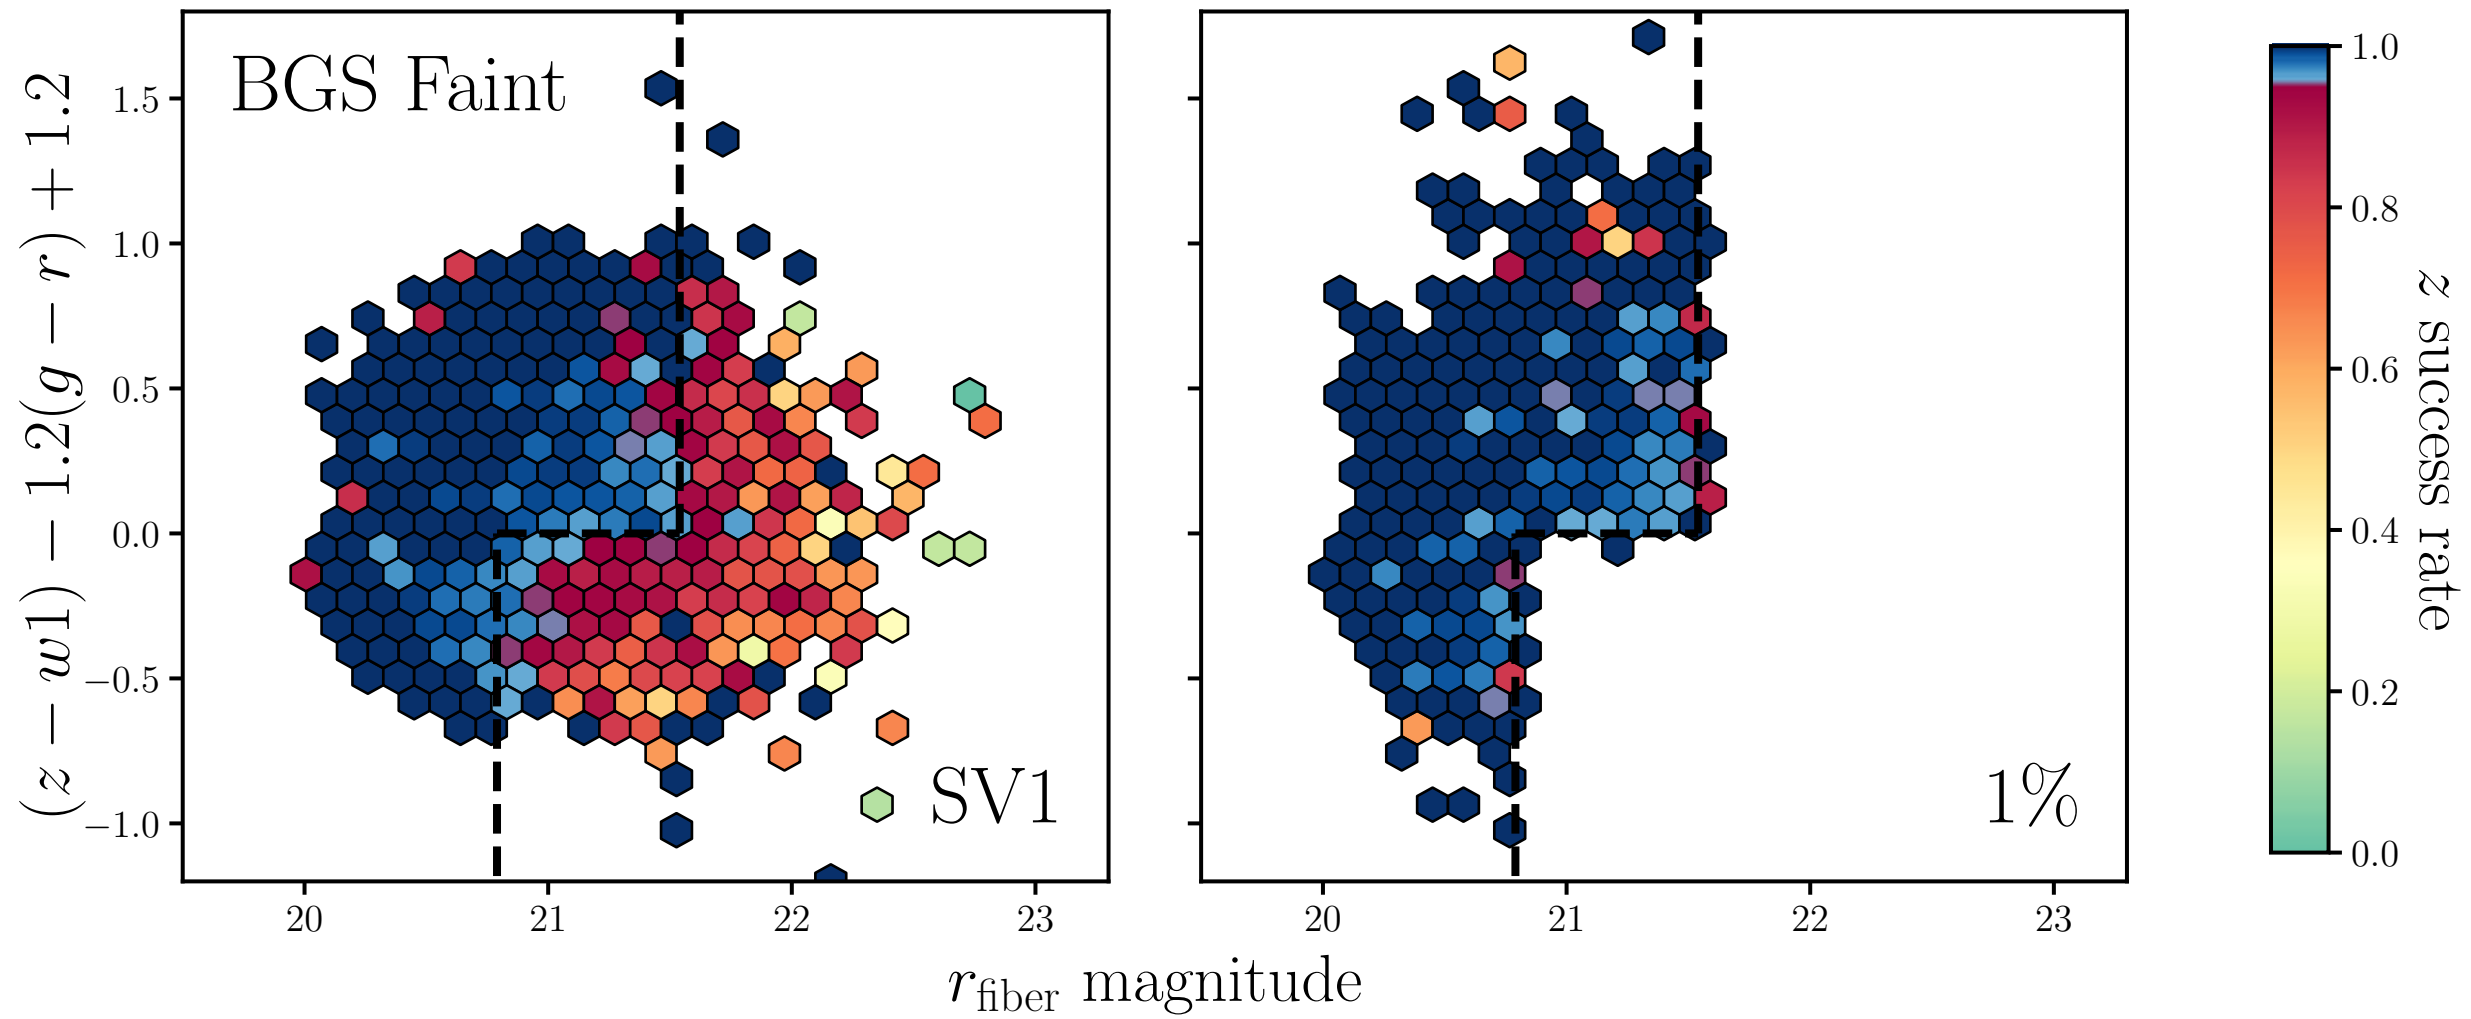 BGS Faint
SV1
1%
(z − w1) − 1.2(g − r) + 1.2
1.5
1.0
0.5
0.0
−0.5
−1.0
20 21 22 23
20 21 22 23
r_fiber magnitude
1.0
0.8
0.6
0.4
0.2
0.0
z success rate